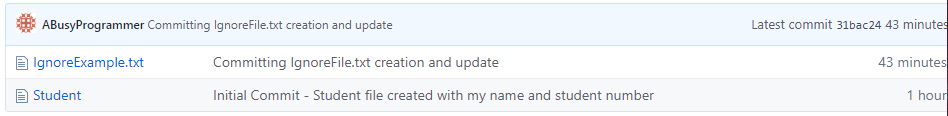 ABusyProgrammer Committing IgnoreFile.txt creation and update Latest commit 31bac24 43 minutes
IgnoreExample.txt Committing IgnoreFile.txt creation and update 43 minutes
Student Initial Commit - Student file created with my name and student number 1 hour